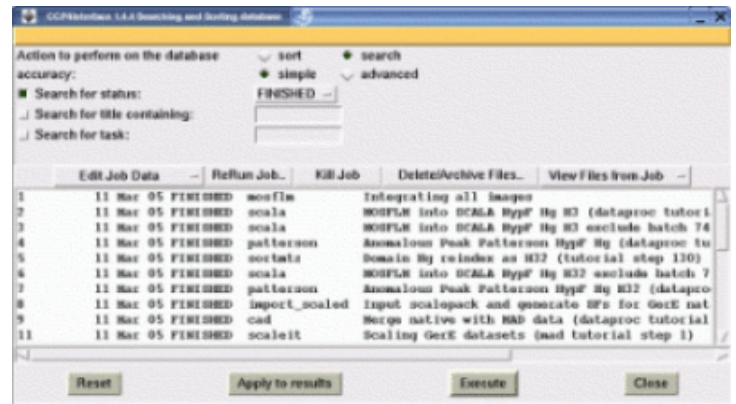 CCP4Interface 1.4.4 Searching and Sorting database
Action to perform on the database sort search
accuracy: simple advanced
Search for status: FINISHED
Search for title containing:
Search for task:
Edit Job Data ReRun Job.. Kill Job Delete/Archive Files.. View Files from Job
1 11 Mar 05 FINISHED mosflm Integrating all images
2 11 Mar 05 FINISHED scala MOSFLM into SCALA HypF Hg H3 (dataproc tutori
3 11 Mar 05 FINISHED scala MOSFLM into SCALA HypF Hg H3 exclude batch 74
4 11 Mar 05 FINISHED patterson Anomalous Peak Patterson HypF Hg (dataproc tu
5 11 Mar 05 FINISHED sortmtz Domain Hg reindex as H32 (tutorial step 130)
6 11 Mar 05 FINISHED scala MOSFLM into SCALA HypF Hg H32 exclude batch 7
7 11 Mar 05 FINISHED patterson Anomalous Peak Patterson HypF Hg H32 (datapro
8 11 Mar 05 FINISHED import_scaled Input scalepack and generate SFs for GerE nat
9 11 Mar 05 FINISHED cad Merge native with MAD data (dataproc tutorial
11 11 Mar 05 FINISHED scaleit Scaling GerE datasets (mad tutorial step 1)
Reset Apply to results Execute Close